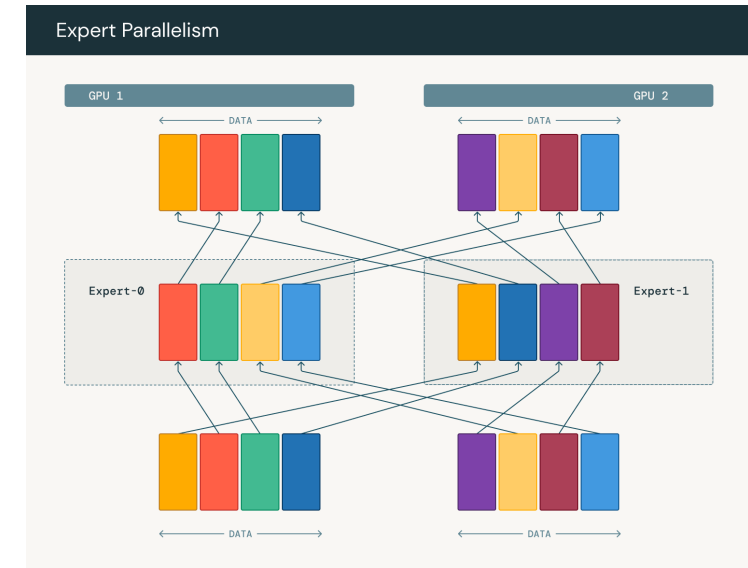 Expert Parallelism
GPU 1
GPU 2
DATA
DATA
Expert-0
Expert-1
DATA
DATA